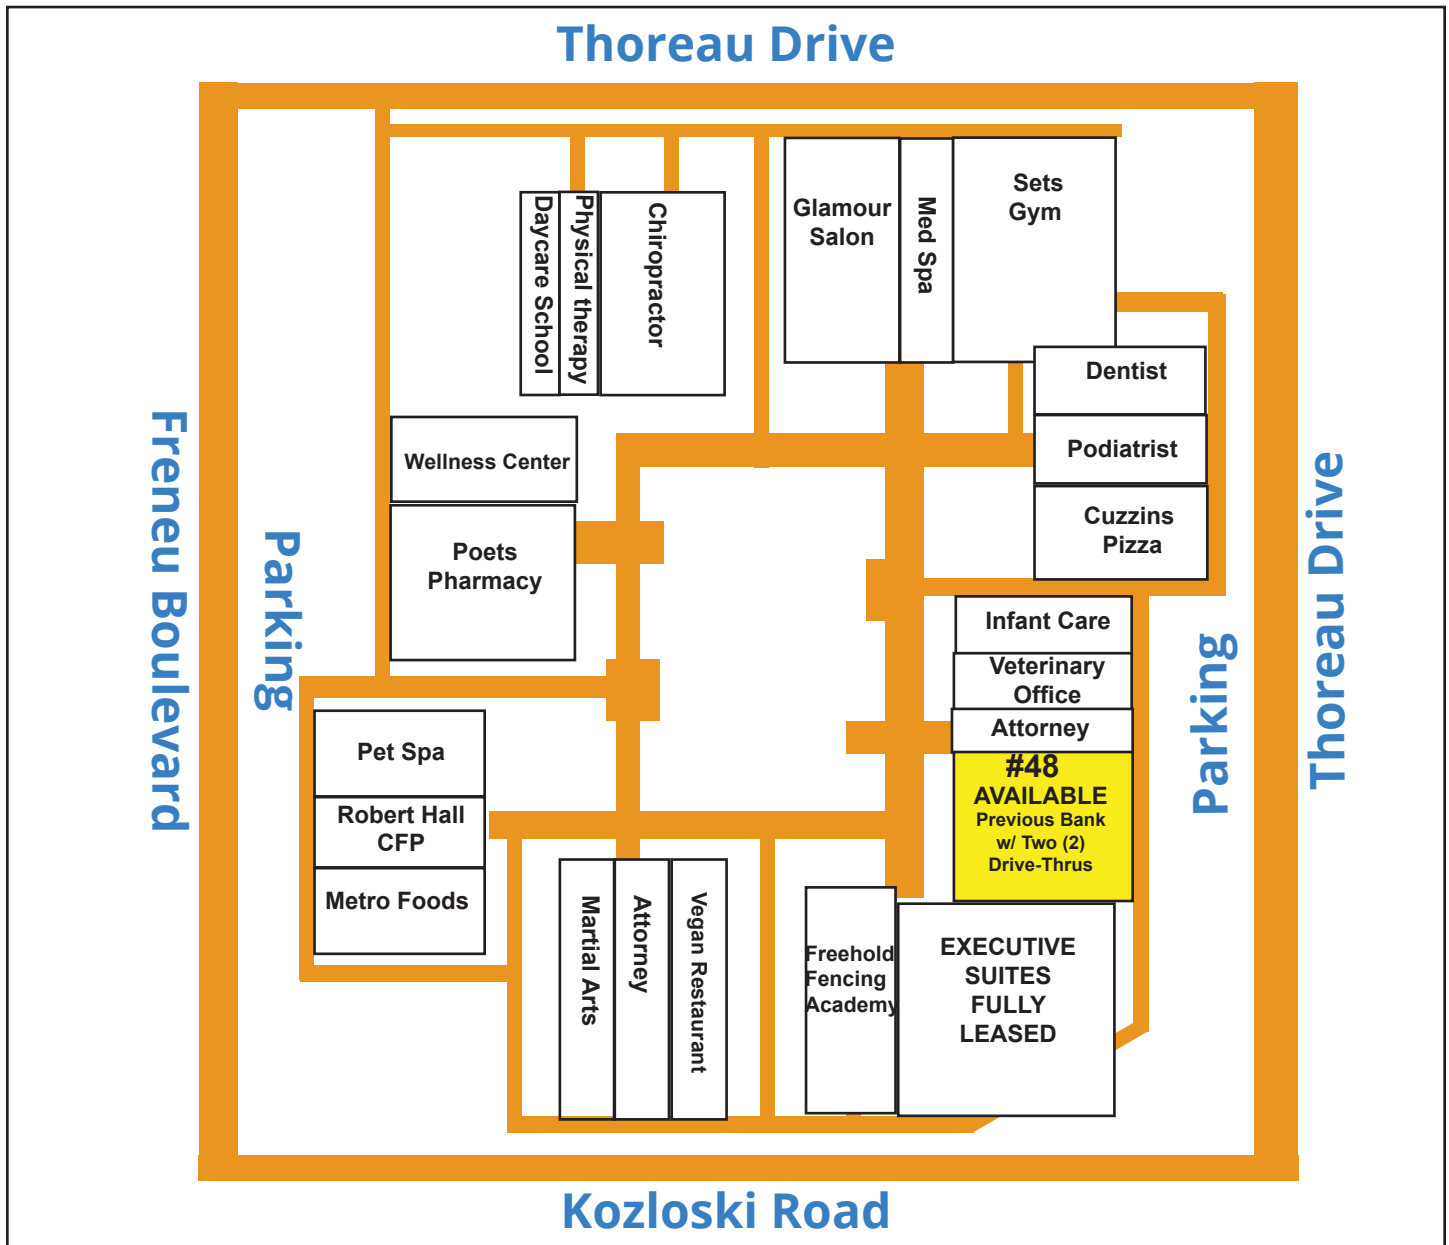 Thoreau Drive
Glamour
Salon
Med Spa
Sets
Gym
Daycare School
Physical therapy
Chiropractor
Dentist
Podiatrist
Cuzzins
Pizza
Wellness Center
Poets
Pharmacy
Freneu Boulevard
Parking
Thoreau Drive
Parking
Infant Care
Veterinary
Office
Attorney
#48
AVAILABLE
Previous Bank
w/ Two (2)
Drive-Thrus
Pet Spa
Robert Hall
CFP
Metro Foods
Martial Arts
Attorney
Vegan Restaurant
Freehold
Fencing
Academy
EXECUTIVE
SUITES
FULLY
LEASED
Kozloski Road